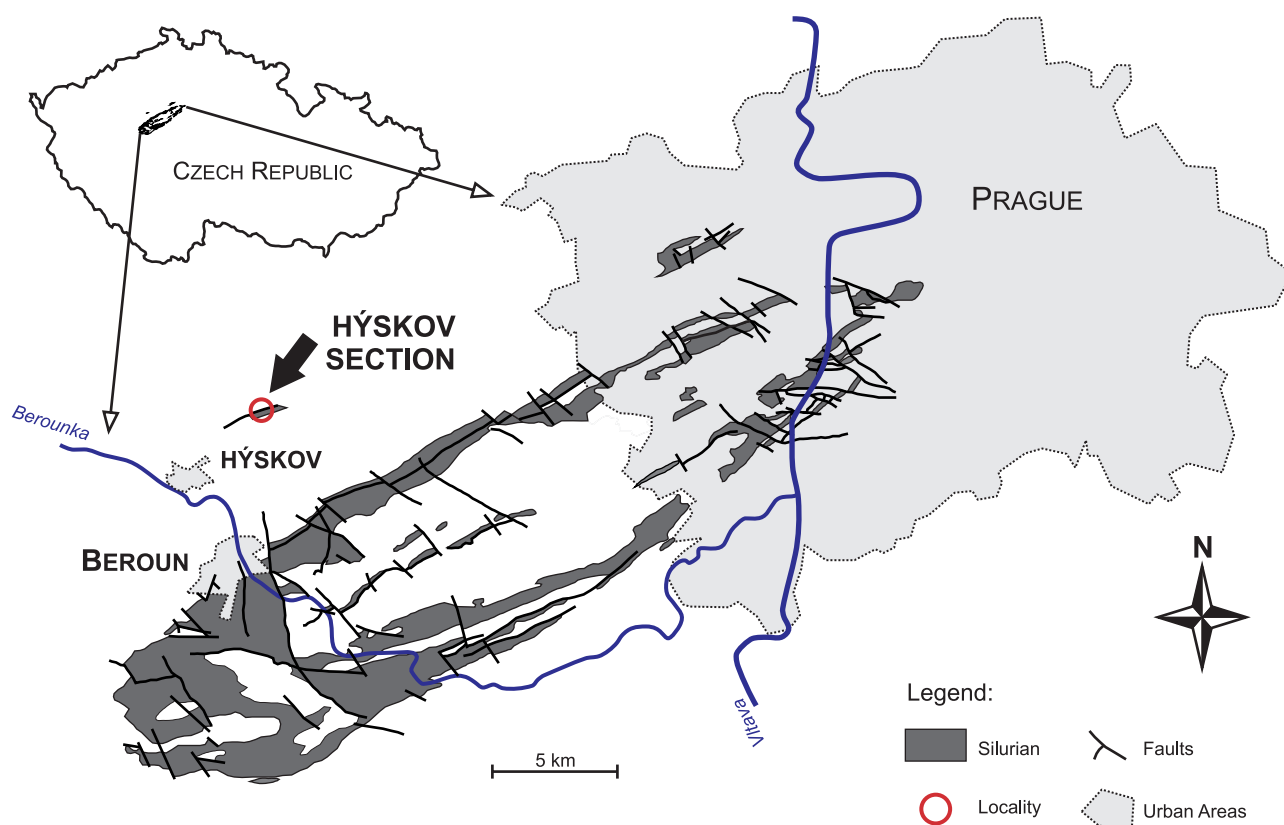 CZECH REPUBLIC
PRAGUE
HÝSKOV
SECTION
Berounka
HÝSKOV
BEROUN
N
Vltava
5 km
Legend:
Silurian
Faults
Locality
Urban Areas